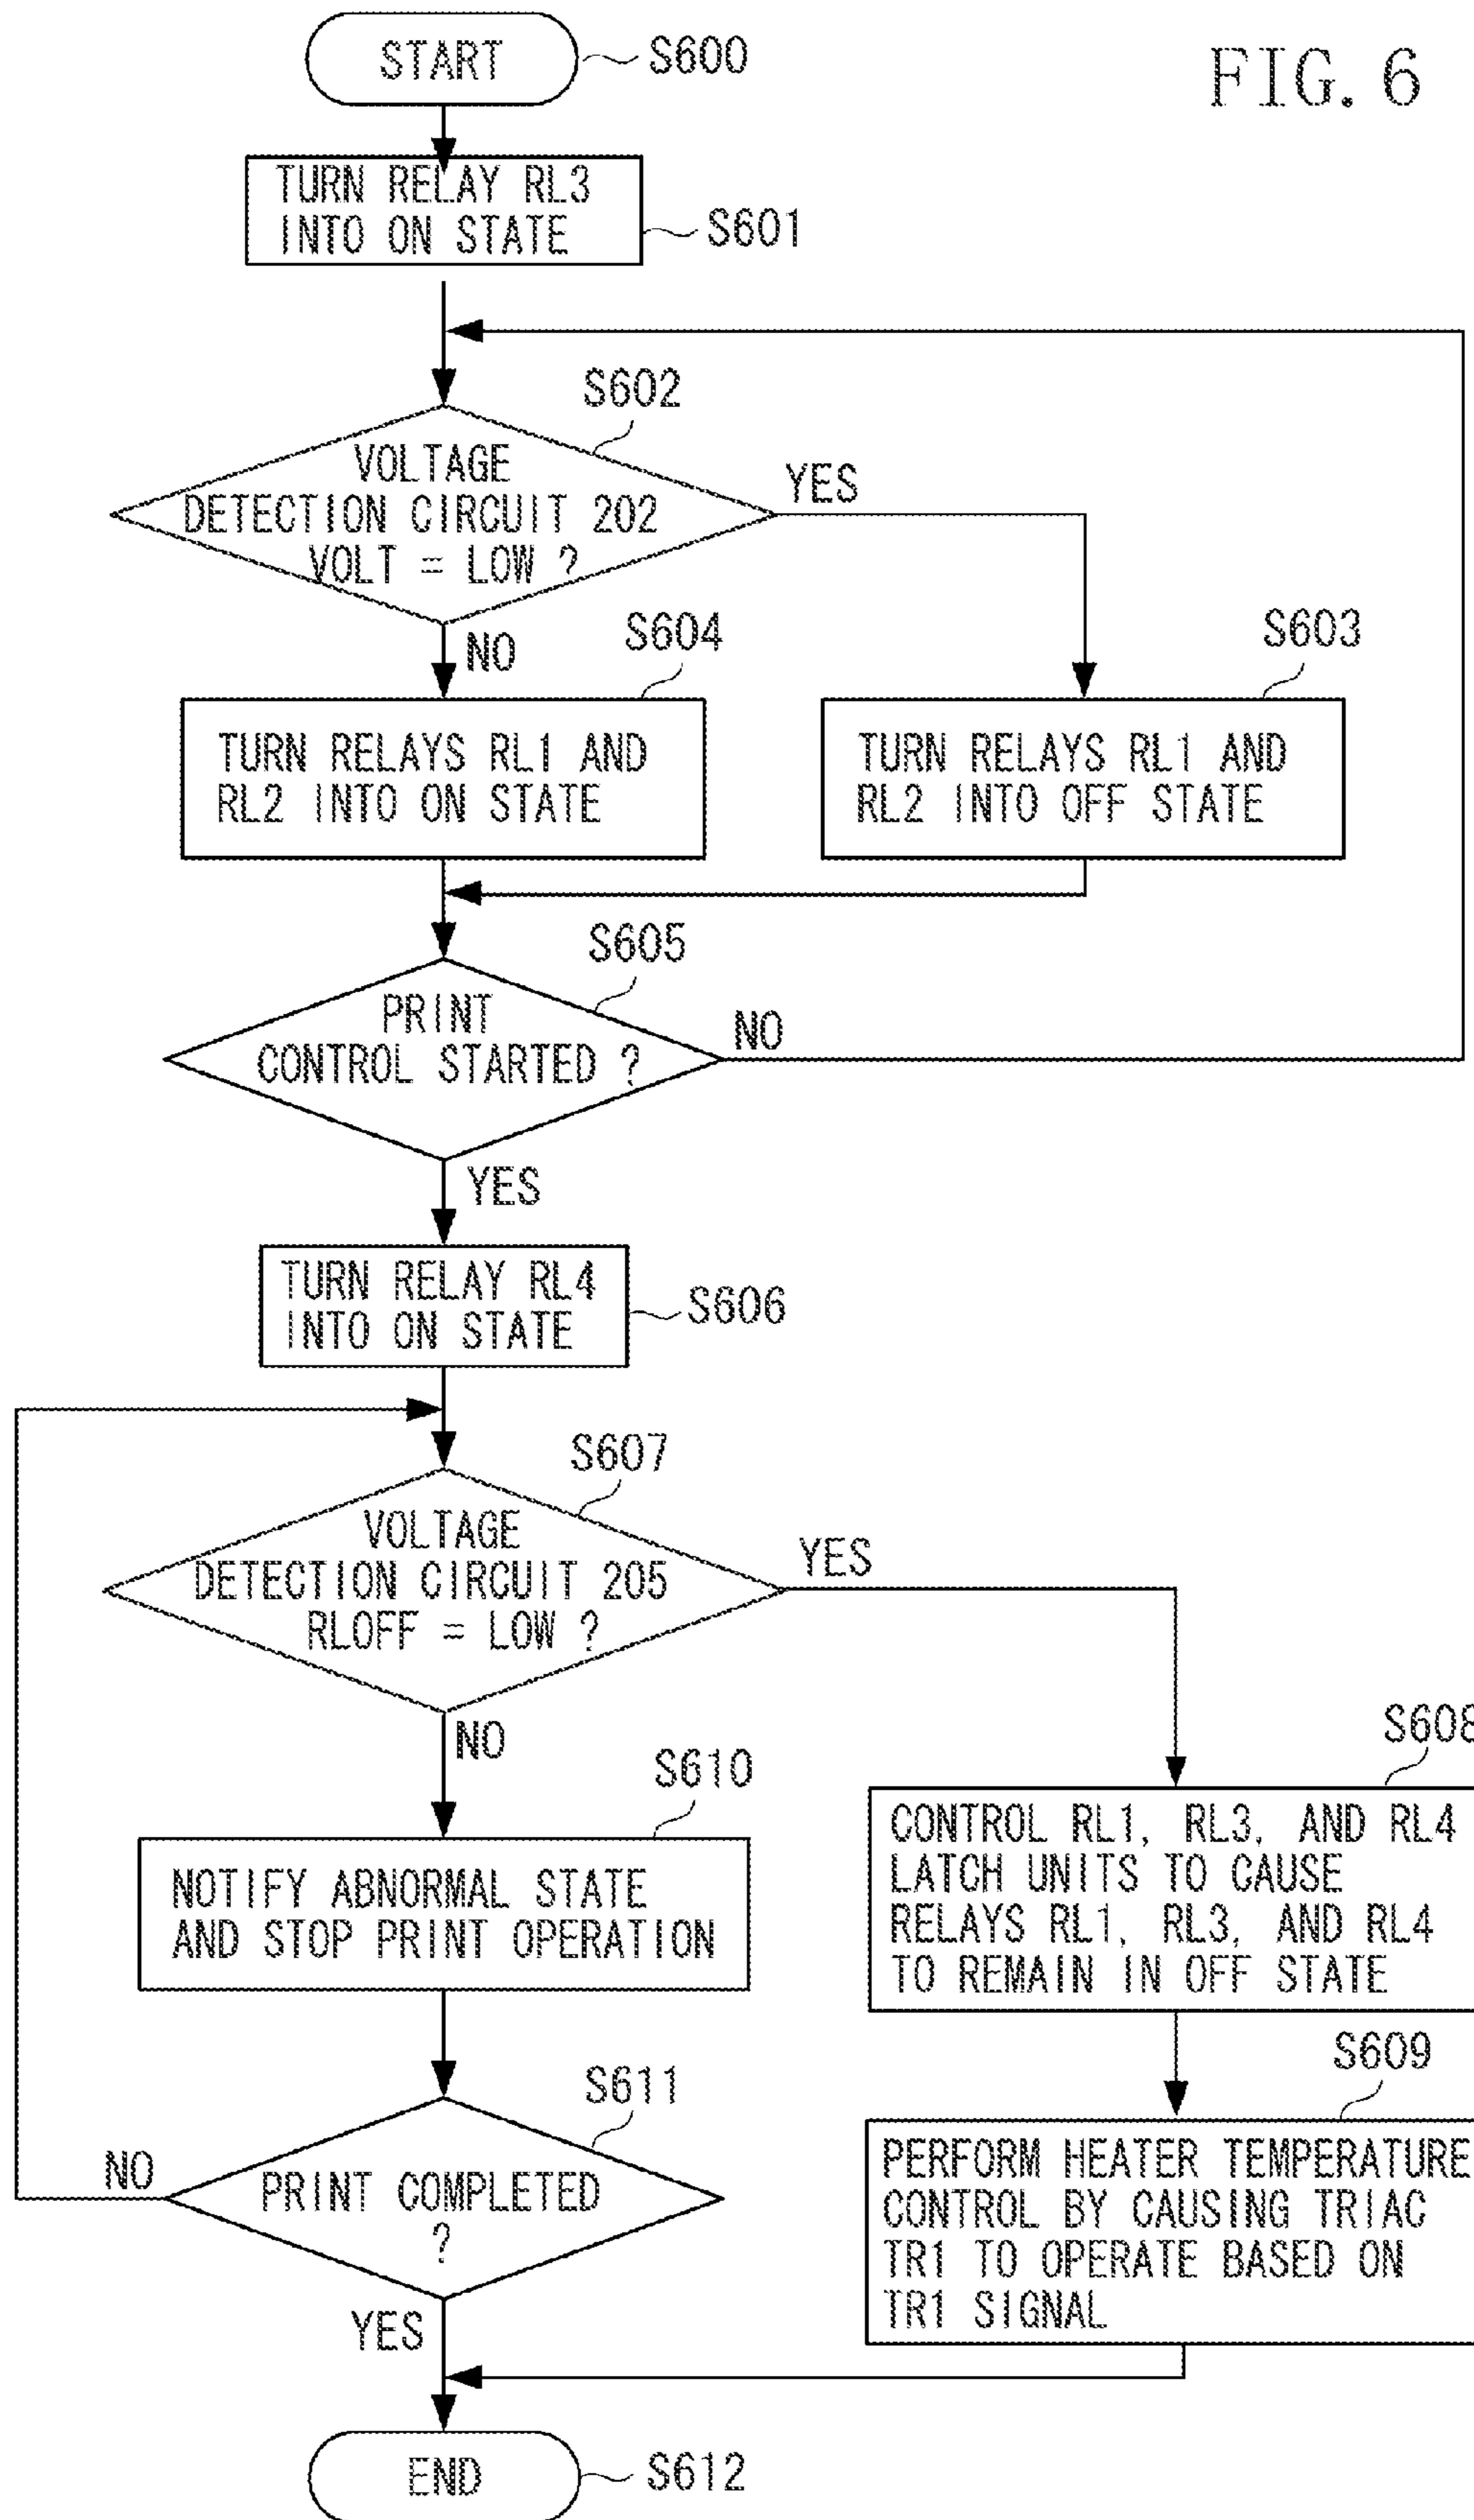 FIG. 6
START
S600
TURN RELAY RL3
INTO ON STATE
S601
S602
VOLTAGE
DETECTION CIRCUIT 202
VOLT = LOW ?
YES
NO
S604
S603
TURN RELAYS RL1 AND
RL2 INTO ON STATE
TURN RELAYS RL1 AND
RL2 INTO OFF STATE
S605
PRINT
CONTROL STARTED ?
NO
YES
TURN RELAY RL4
INTO ON STATE
S606
S607
VOLTAGE
DETECTION CIRCUIT 205
RLOFF = LOW ?
YES
NO
S610
S608
NOTIFY ABNORMAL STATE
AND STOP PRINT OPERATION
CONTROL RL1, RL3, AND RL4
LATCH UNITS TO CAUSE
RELAYS RL1, RL3, AND RL4
TO REMAIN IN OFF STATE
S611
S609
PRINT COMPLETED
?
NO
YES
PERFORM HEATER TEMPERATURE
CONTROL BY CAUSING TRIAC
TR1 TO OPERATE BASED ON
TR1 SIGNAL
END
S612